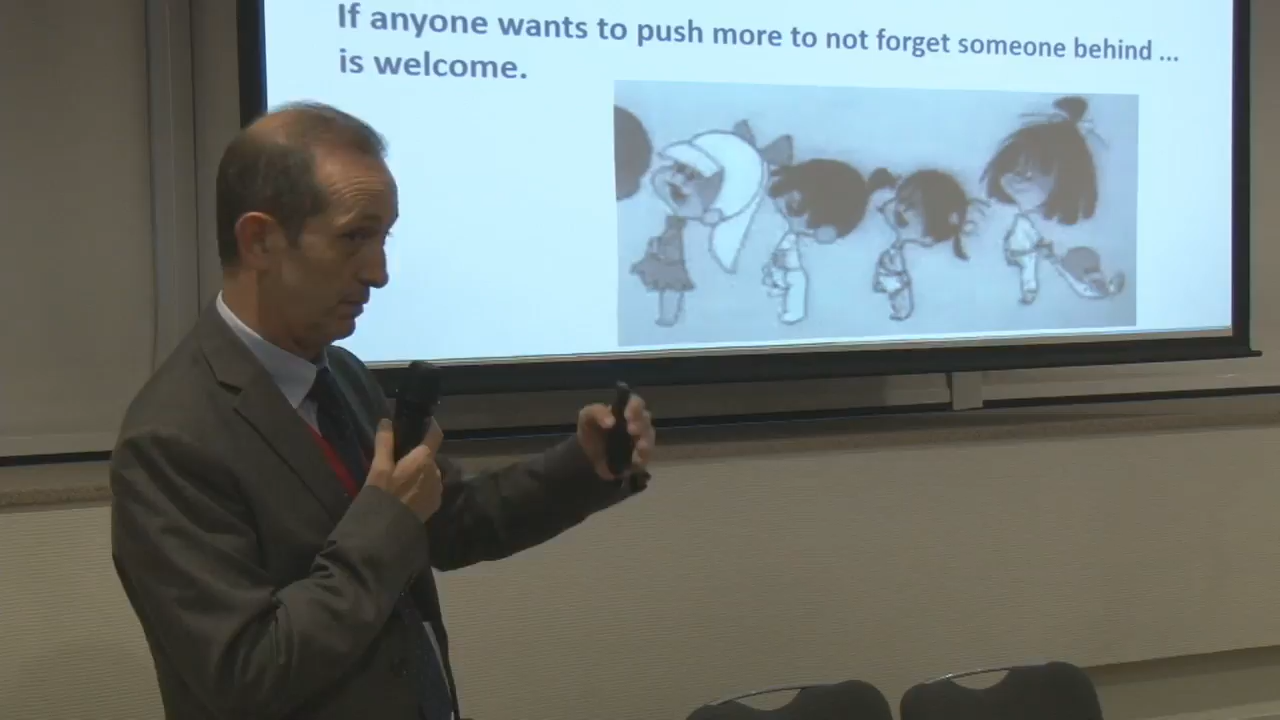 If anyone wants to push more to not forget someone behind ...
is welcome.